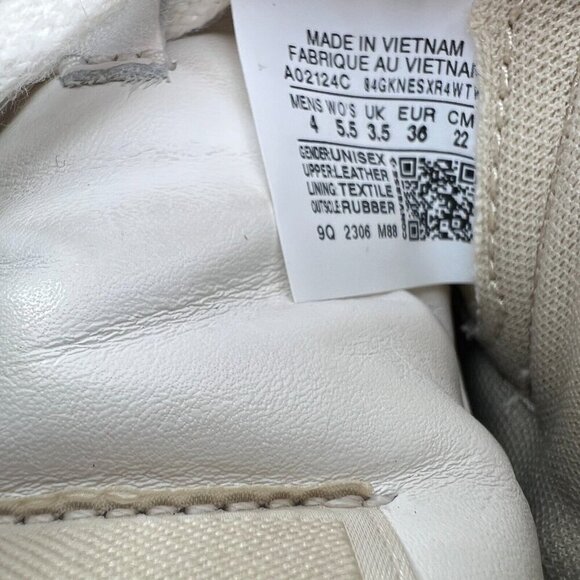 MADE IN VIETNAM
FABRIQUE AU VIETNAM
A02124C 04GKNESXR4WTW
MENS WO'S UK EUR CM
4 5.5 3.5 36 22
GENDER:UNISEX
UPPER:LEATHER
LINING:TEXTILE
OUTSOLE:RUBBER
9Q 2306 M88